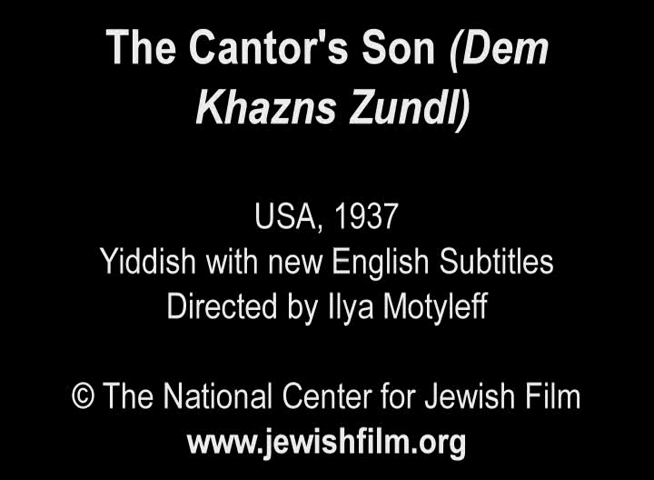 The Cantor's Son (Dem
Khazns Zundl)
USA, 1937
Yiddish with new English Subtitles
Directed by Ilya Motyleff
© The National Center for Jewish Film
www.jewishfilm.org